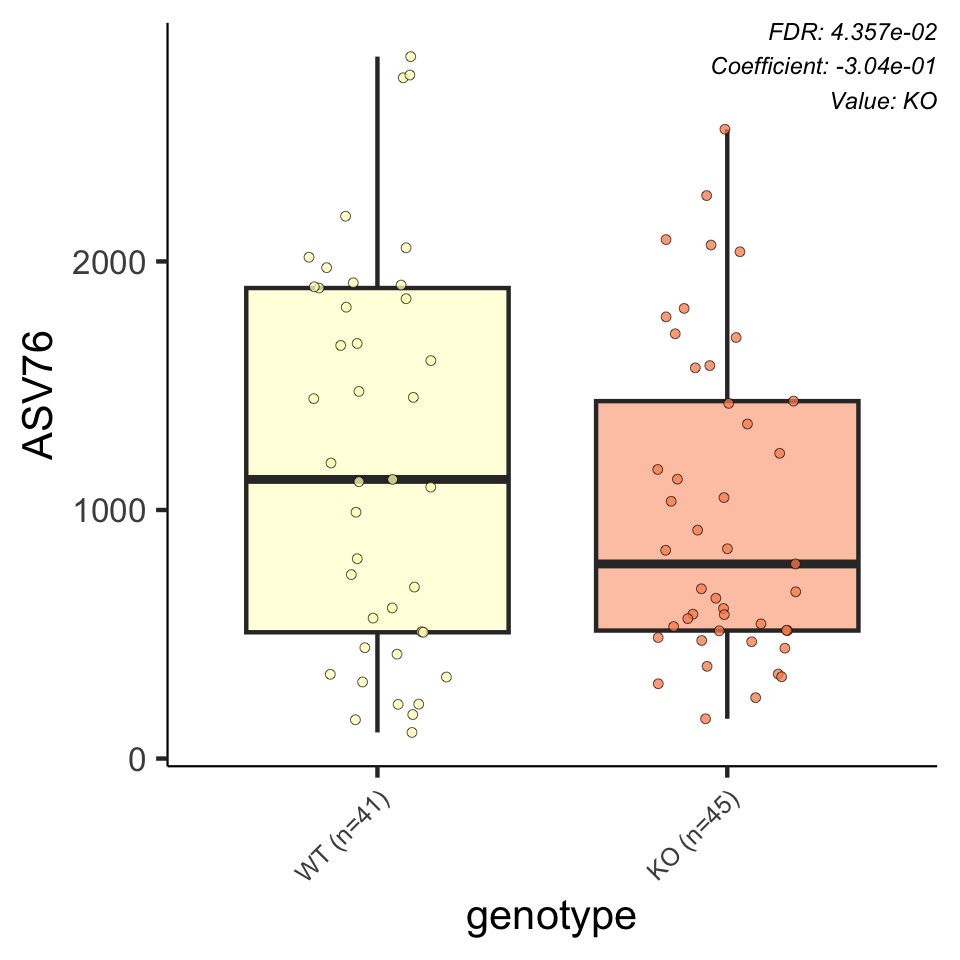 FDR: 4.357e-02
Coefficient: -3.04e-01
Value: KO
ASV76
2000
1000
0
WT (n=41)
KO (n=45)
genotype